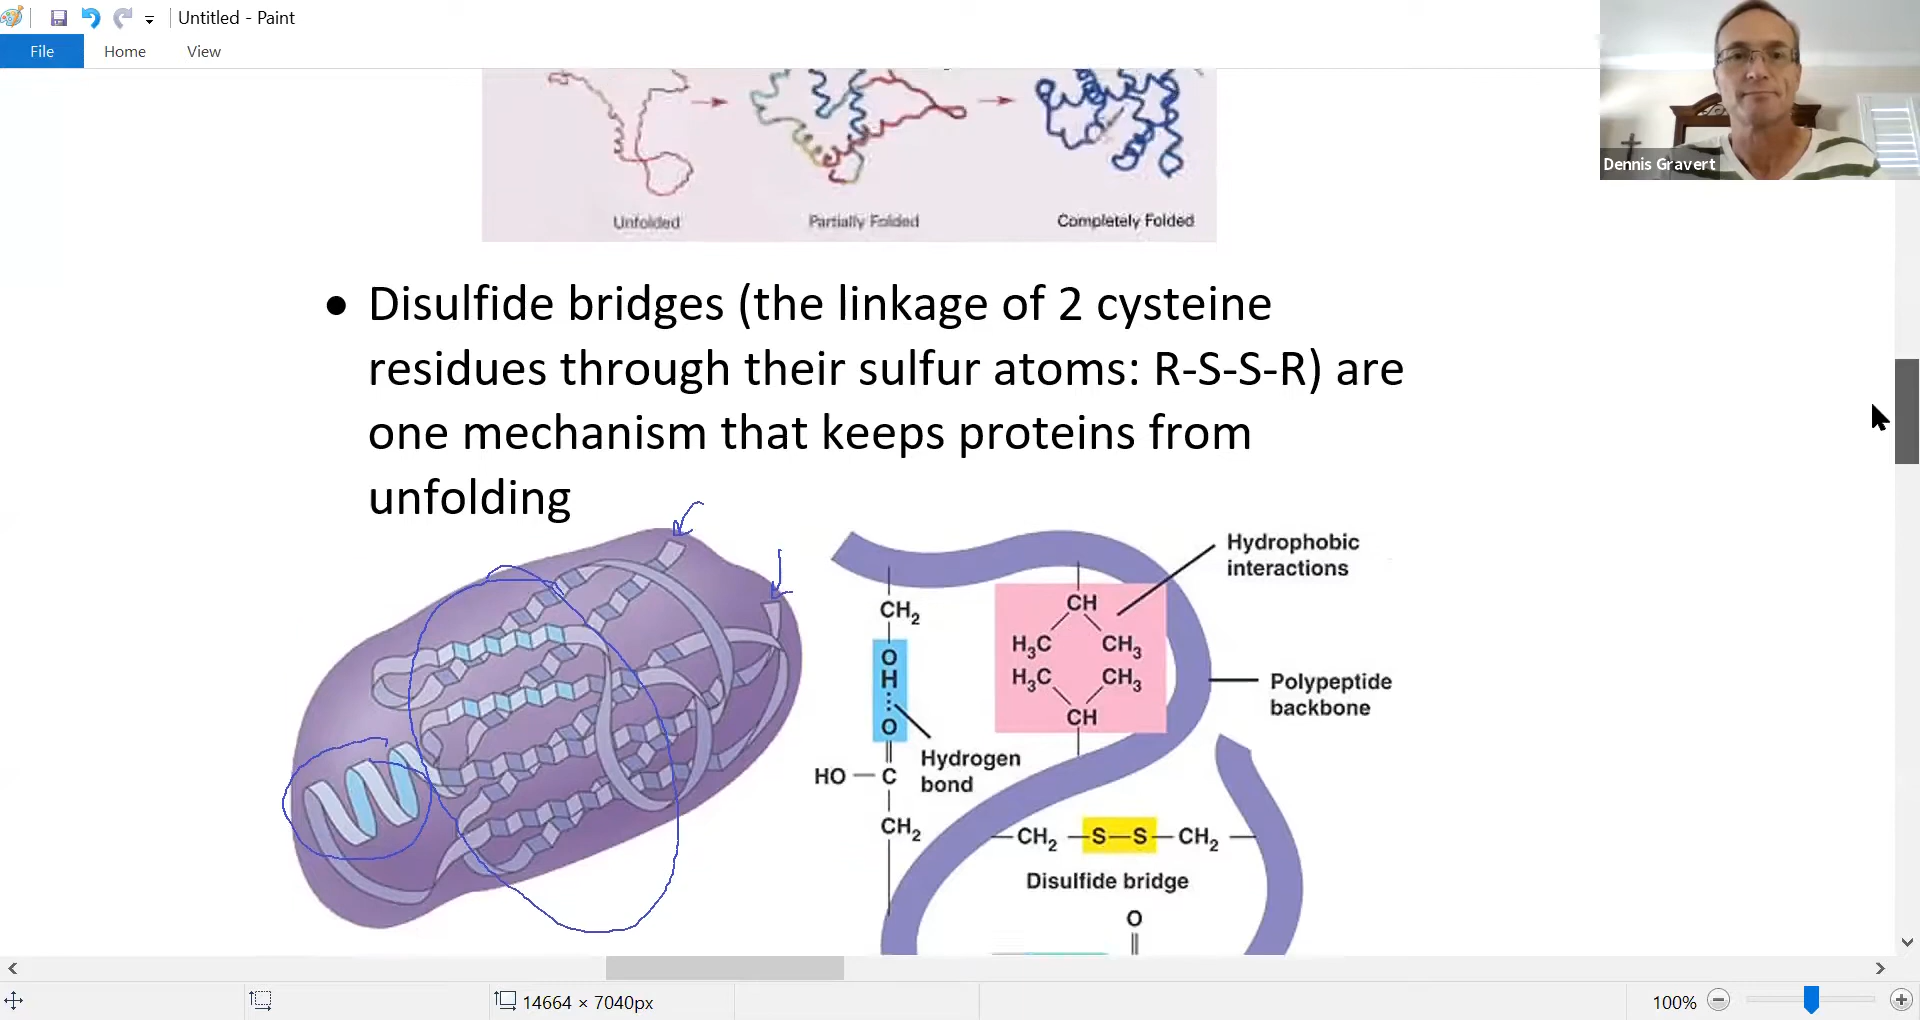 Untitled - Paint
File Home View
Dennis Gravert
Unfolded Partially Folded Completely Folded
• Disulfide bridges (the linkage of 2 cysteine
residues through their sulfur atoms: R-S-S-R) are
one mechanism that keeps proteins from
unfolding
Hydrophobic
interactions
CH₂
CH
O
H
H₃C CH₃
H₃C CH₃
O
CH
Polypeptide
backbone
Hydrogen
bond
HO — C
CH₂
CH₂ — S — S — CH₂
Disulfide bridge
O
14664 × 7040px
100%